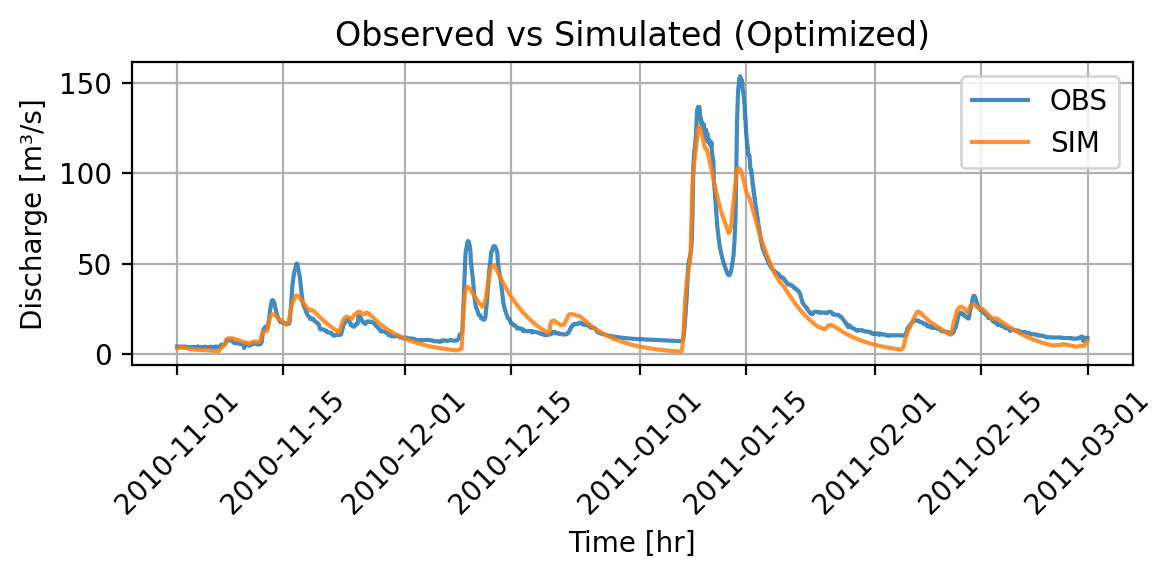 Observed vs Simulated (Optimized)
Discharge [m³/s]
150
100
50
0
OBS
SIM
2010-11-01
2010-11-15
2010-12-01
2010-12-15
2011-01-01
2011-01-15
2011-02-01
2011-02-15
2011-03-01
Time [hr]